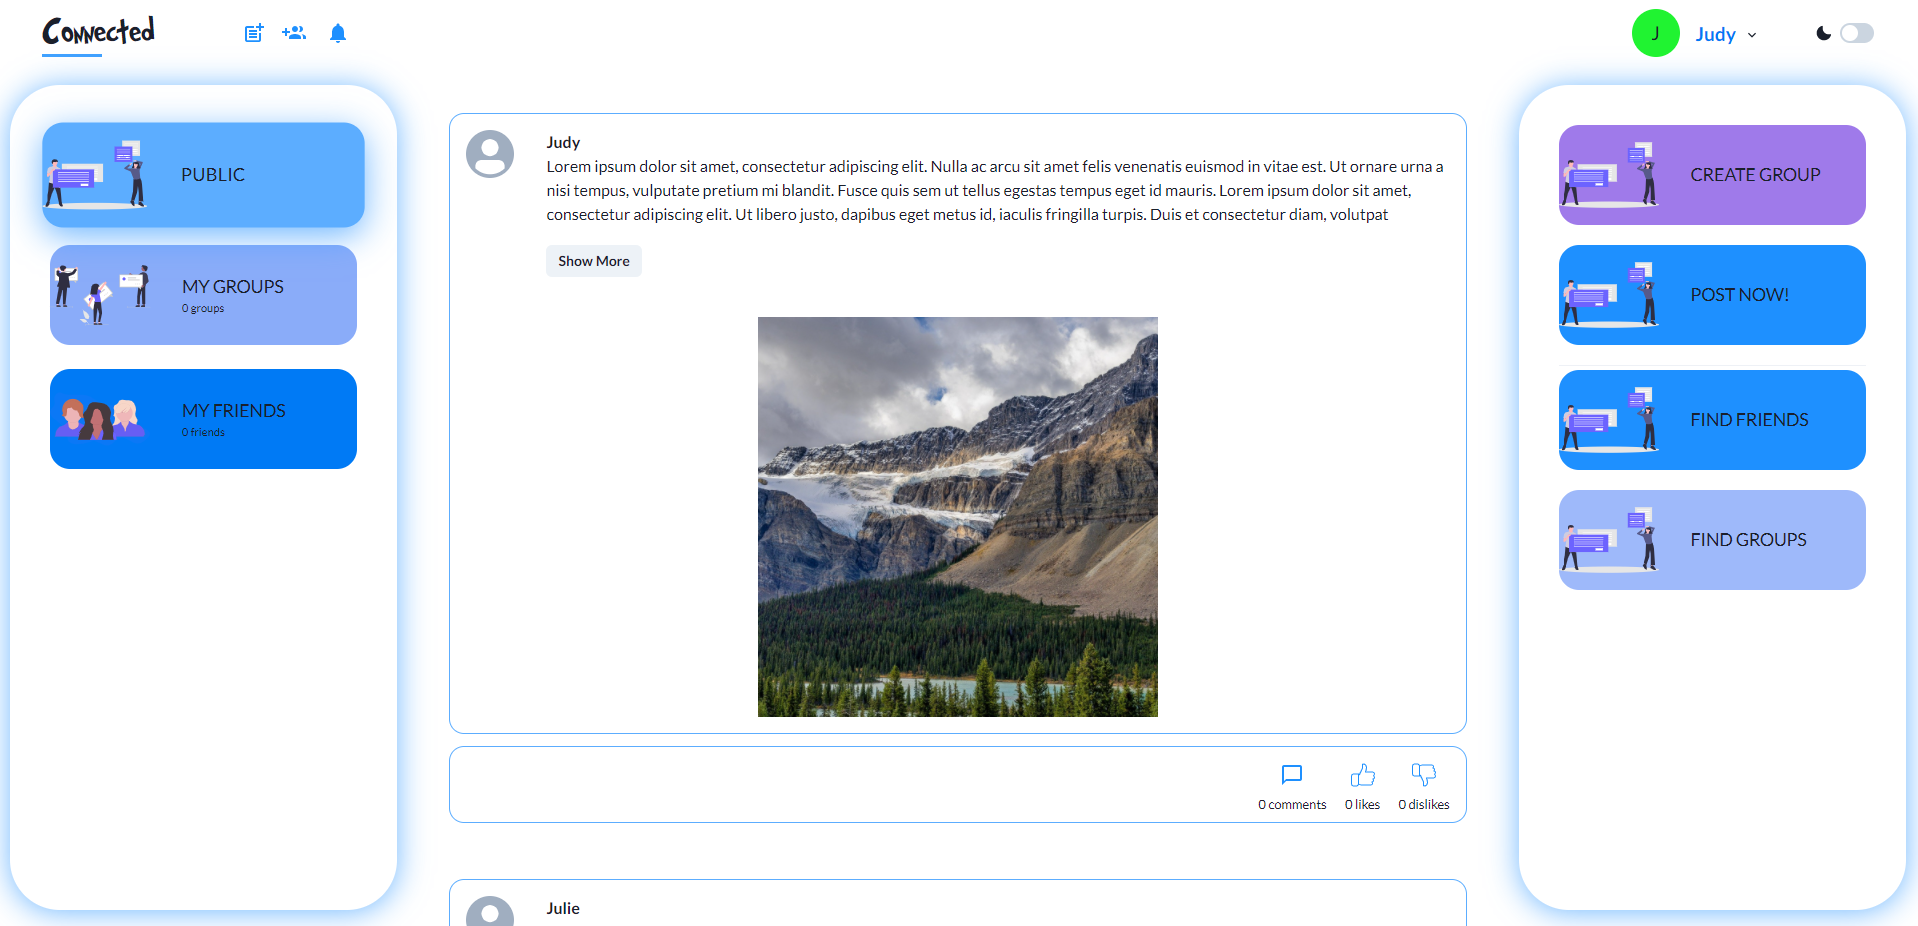 Connected
J
Judy
PUBLIC
MY GROUPS
0 groups
MY FRIENDS
0 friends
Judy
Lorem ipsum dolor sit amet, consectetur adipiscing elit. Nulla ac arcu sit amet felis venenatis euismod in vitae est. Ut ornare urna a
nisi tempus, vulputate pretium mi blandit. Fusce quis sem ut tellus egestas tempus eget id mauris. Lorem ipsum dolor sit amet,
consectetur adipiscing elit. Ut libero justo, dapibus eget metus id, iaculis fringilla turpis. Duis et consectetur diam, volutpat
Show More
0 comments
0 likes
0 dislikes
Julie
CREATE GROUP
POST NOW!
FIND FRIENDS
FIND GROUPS